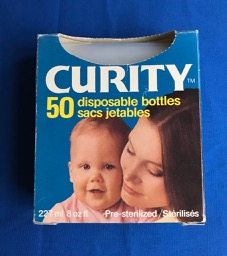 CURITY™
50 disposable bottles
sacs jetables
227 ml 8 oz fl Pre-sterilized / Stérilisés